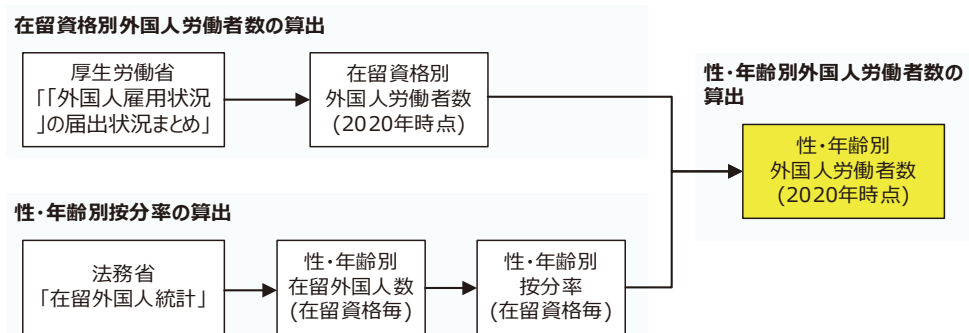 在留資格別外国人労働者数の算出
厚生労働省
「「外国人雇用状況
」の届出状況まとめ」
在留資格別
外国人労働者数
(2020年時点)
性・年齢別外国人労働者数の
算出
性・年齢別
外国人労働者数
(2020年時点)
性・年齢別按分率の算出
法務省
「在留外国人統計」
性・年齢別
在留外国人数
(在留資格毎)
性・年齢別
按分率
(在留資格毎)